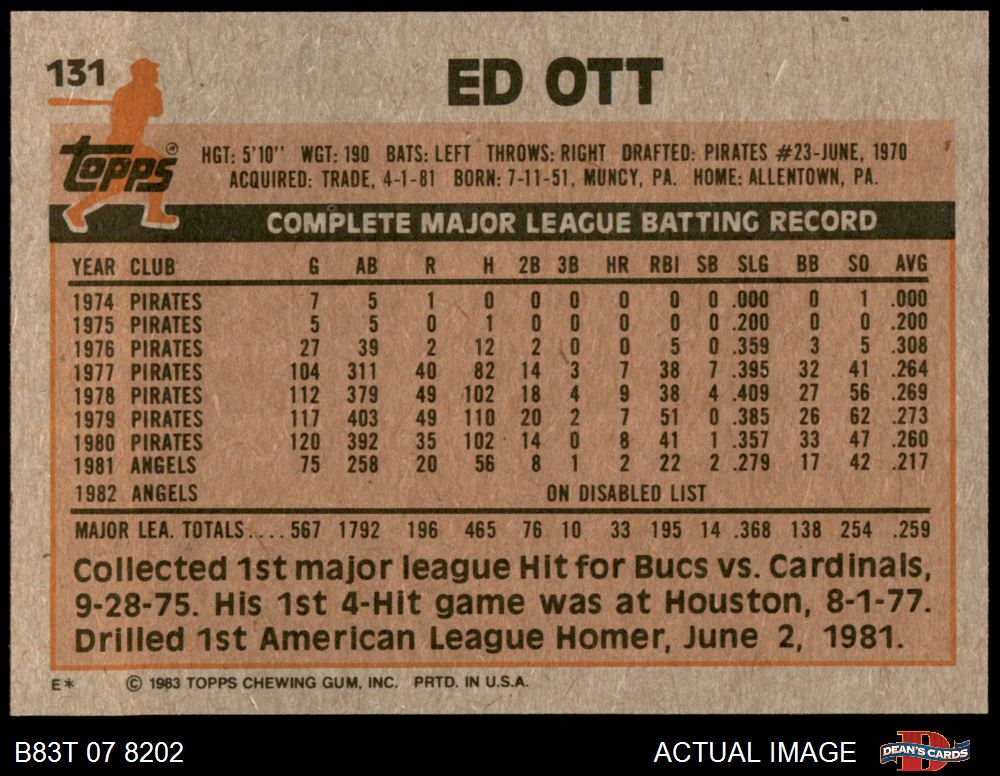 131
ED OTT
topps®
HGT: 5'10" WGT: 190 BATS: LEFT THROWS: RIGHT DRAFTED: PIRATES #23-JUNE, 1970
ACQUIRED: TRADE, 4-1-81 BORN: 7-11-51, MUNCY, PA. HOME: ALLENTOWN, PA.
COMPLETE MAJOR LEAGUE BATTING RECORD
YEAR CLUB G AB R H 2B 3B HR RBI SB SLG BB SO AVG
1974 PIRATES 7 5 1 0 0 0 0 0 0 .000 0 1 .000
1975 PIRATES 5 5 0 1 0 0 0 0 0 .200 0 0 .200
1976 PIRATES 27 39 2 12 2 0 0 5 0 .359 3 5 .308
1977 PIRATES 104 311 40 82 14 3 7 38 7 .395 32 41 .264
1978 PIRATES 112 379 49 102 18 4 9 38 4 .409 27 56 .269
1979 PIRATES 117 403 49 110 20 2 7 51 0 .385 26 62 .273
1980 PIRATES 120 392 35 102 14 0 8 41 1 .357 33 47 .260
1981 ANGELS 75 258 20 56 8 1 2 22 2 .279 17 42 .217
1982 ANGELS ON DISABLED LIST
MAJOR LEA. TOTALS.... 567 1792 196 465 76 10 33 195 14 .368 138 254 .259
Collected 1st major league Hit for Bucs vs. Cardinals,
9-28-75. His 1st 4-Hit game was at Houston, 8-1-77.
Drilled 1st American League Homer, June 2, 1981.
E* © 1983 TOPPS CHEWING GUM, INC. PRTD. IN U.S.A.
B83T 07 8202 ACTUAL IMAGE D DEAN'S CARDS